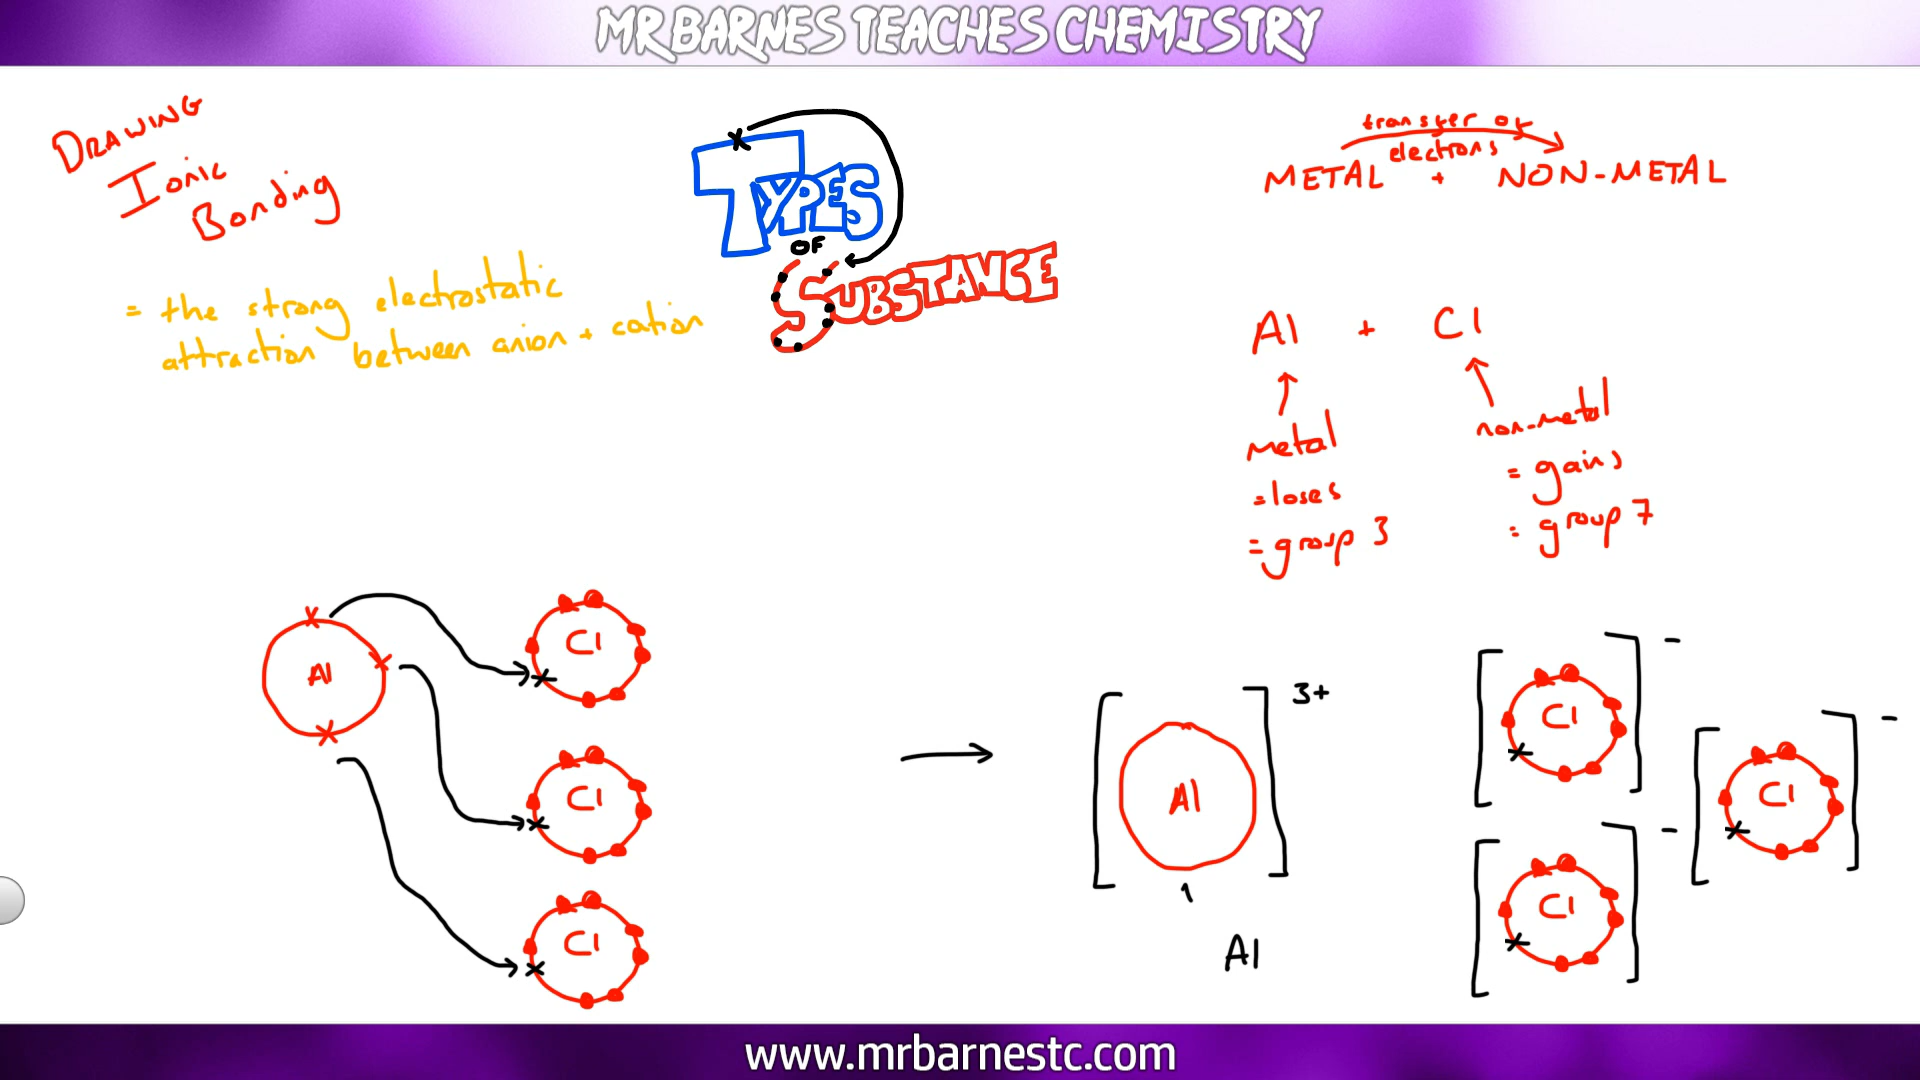 MR BARNES TEACHES CHEMISTRY
DRAWING
Ionic
Bonding
= the strong electrostatic
attraction between anion + cation
TYPES
OF
SUBSTANCE
transfer of
electrons
METAL + NON-METAL
Al + Cl
metal
= loses
= group 3
non-metal
= gains
= group 7
Al
Cl
Cl
Cl
[Al] 3+
1
Al
[Cl] -
[Cl] -
[Cl] -
www.mrbarnestc.com